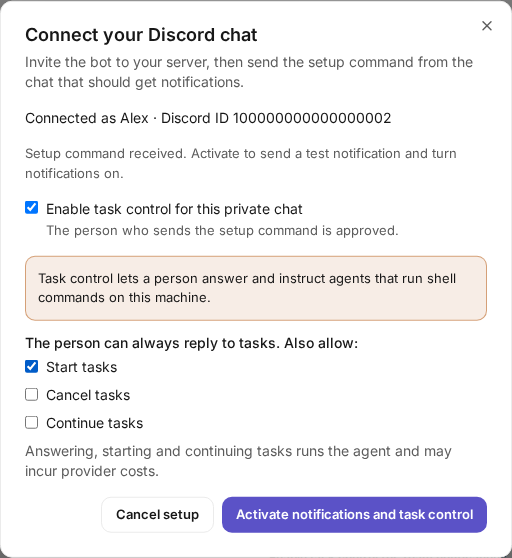 Connect your Discord chat
Invite the bot to your server, then send the setup command from the
chat that should get notifications.
Connected as Alex · Discord ID 100000000000000002
Setup command received. Activate to send a test notification and turn
notifications on.
Enable task control for this private chat
The person who sends the setup command is approved.
Task control lets a person answer and instruct agents that run shell
commands on this machine.
The person can always reply to tasks. Also allow:
Start tasks
Cancel tasks
Continue tasks
Answering, starting and continuing tasks runs the agent and may
incur provider costs.
Cancel setup
Activate notifications and task control